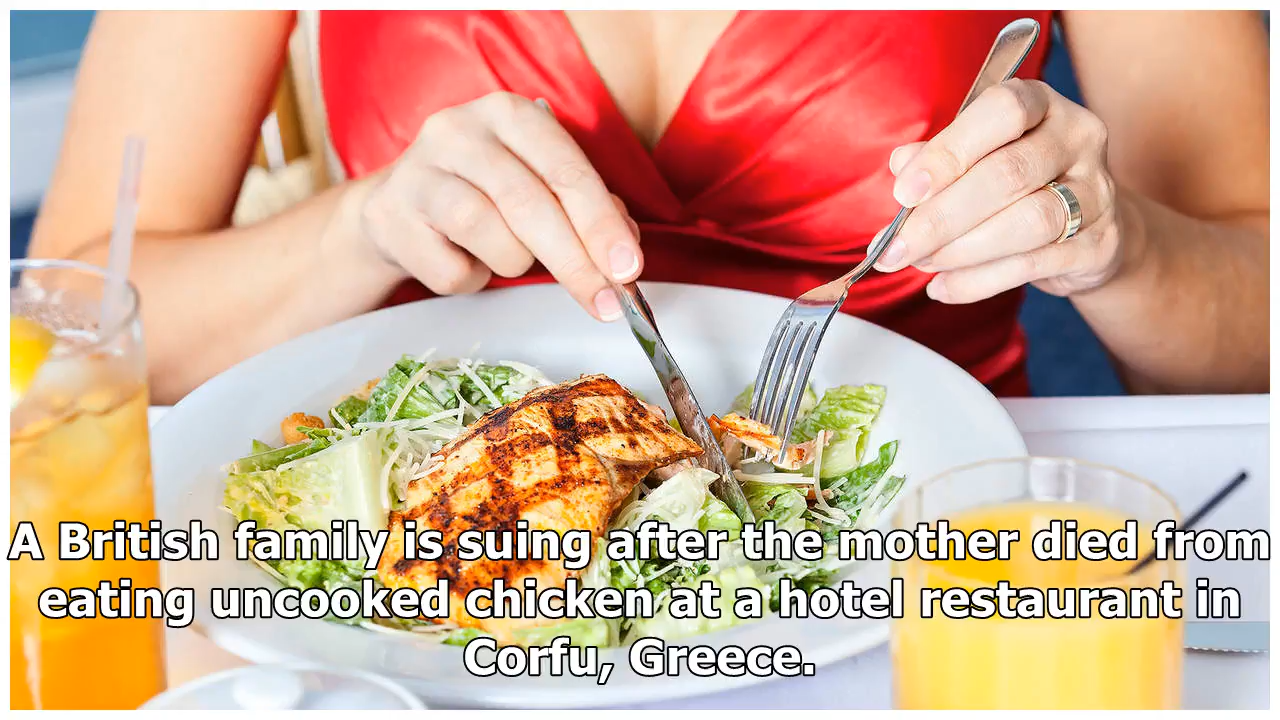 A British family is suing after the mother died from
eating uncooked chicken at a hotel restaurant in
Corfu, Greece.